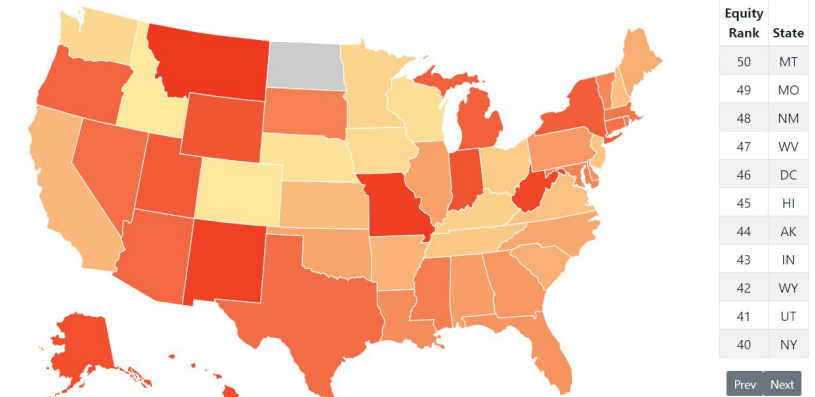 Equity Rank State
50 MT
49 MO
48 NM
47 WV
46 DC
45 HI
44 AK
43 IN
42 WY
41 UT
40 NY
Prev Next